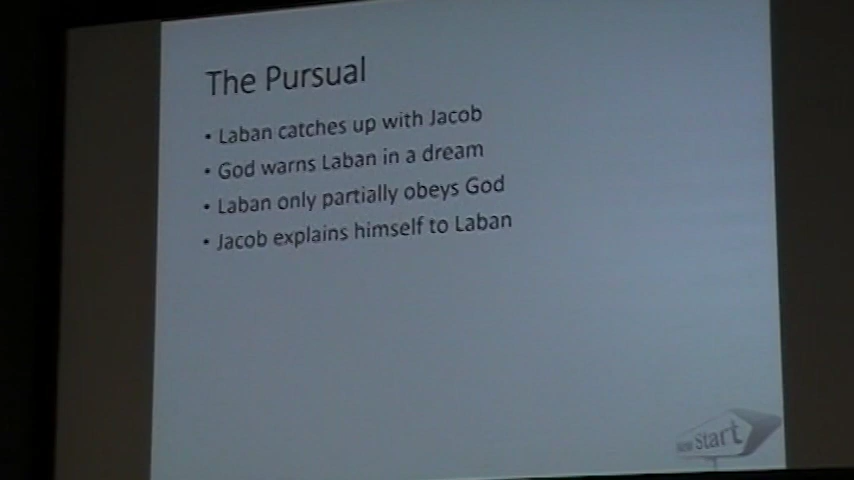 The Pursual
• Laban catches up with Jacob
• God warns Laban in a dream
• Laban only partially obeys God
• Jacob explains himself to Laban
start